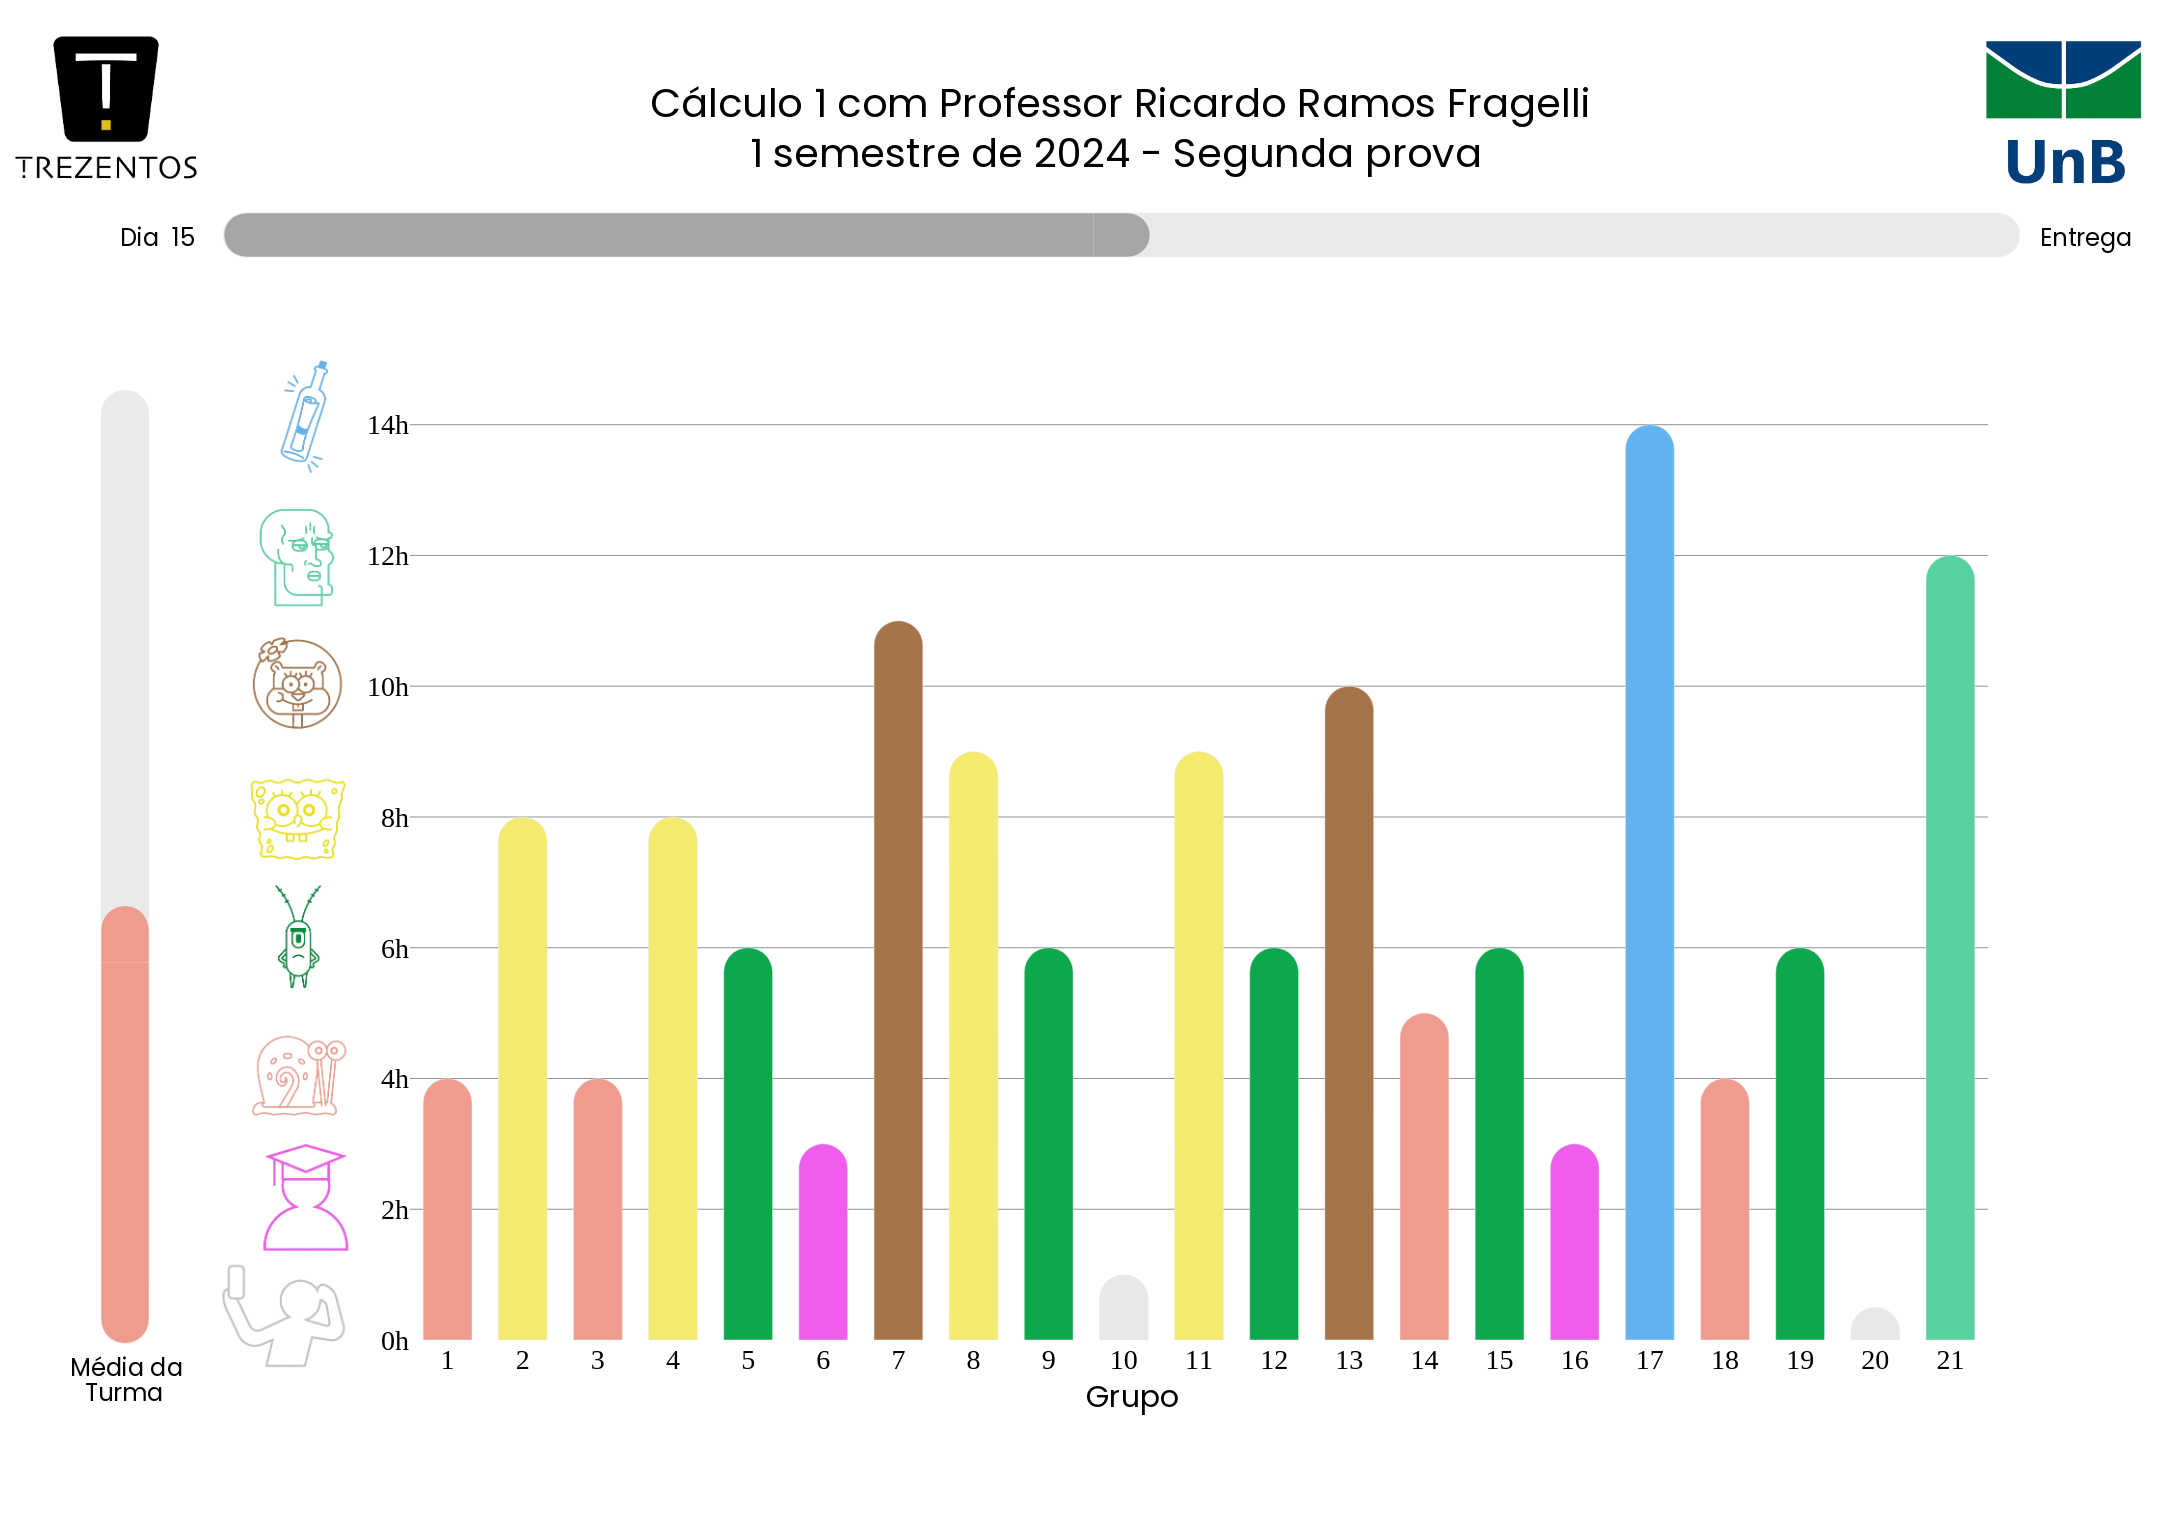 TREZENTOS
Cálculo 1 com Professor Ricardo Ramos Fragelli
1 semestre de 2024 - Segunda prova
UnB
Dia 15
Entrega
14h
12h
10h
8h
6h
4h
2h
0h
1 2 3 4 5 6 7 8 9 10 11 12 13 14 15 16 17 18 19 20 21
Grupo
Média da
Turma